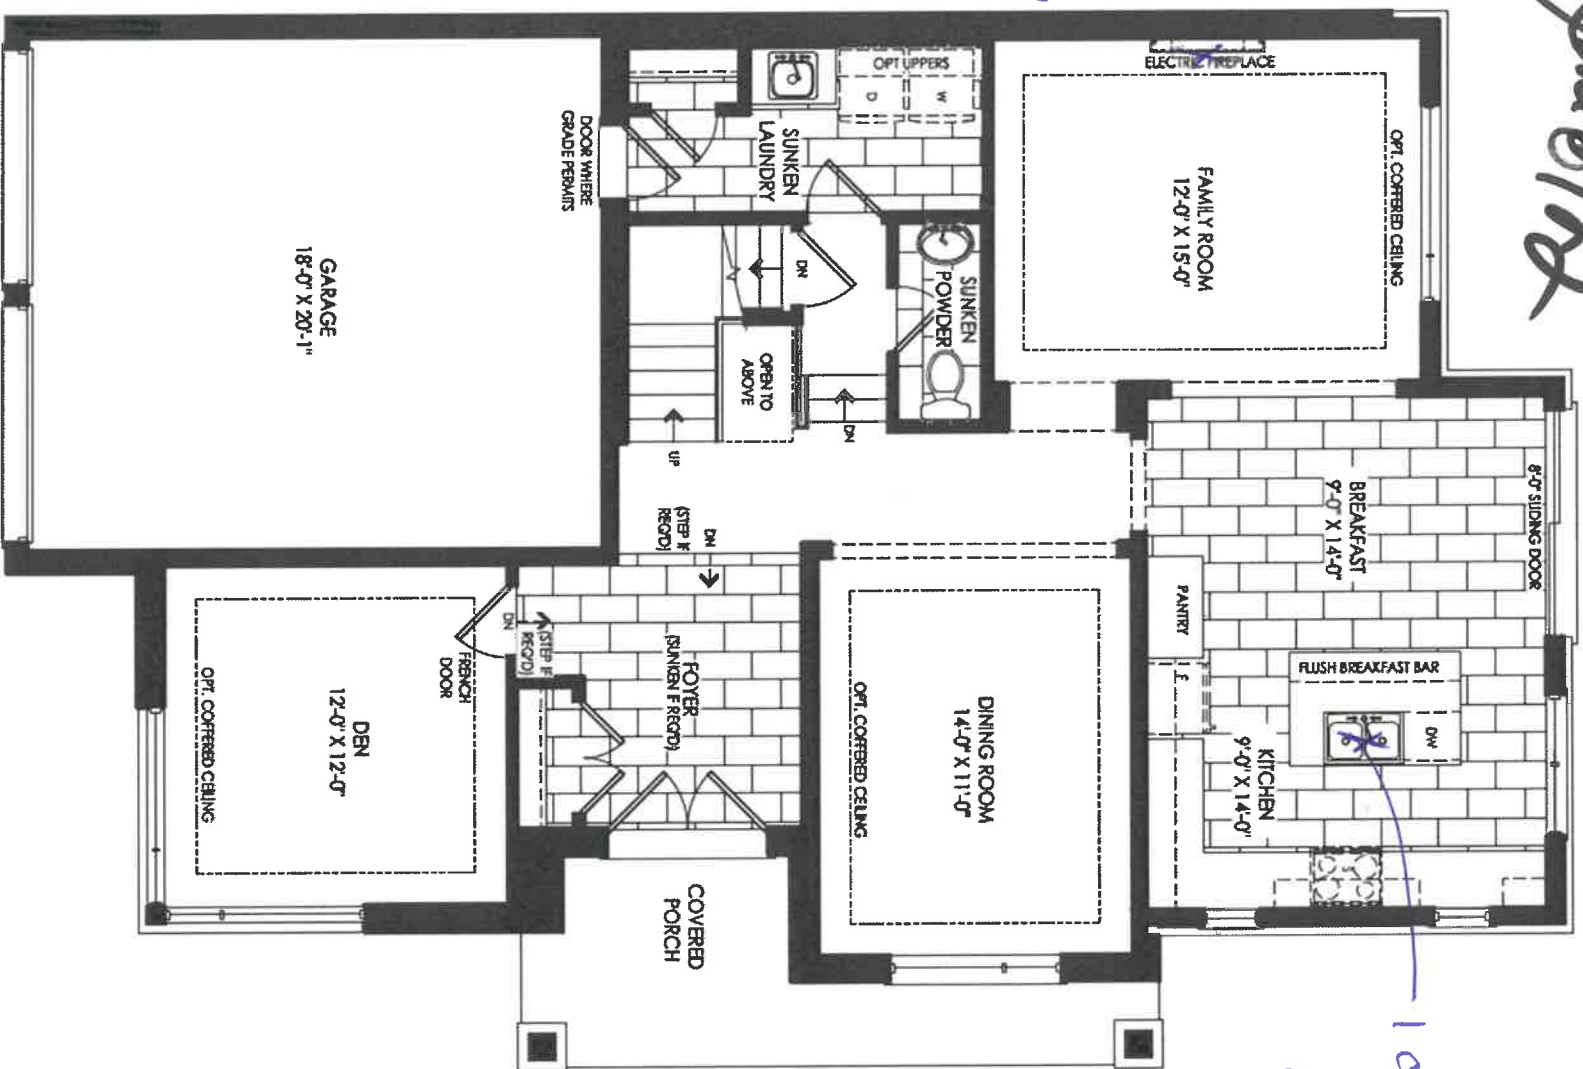 ELECTRIC FIREPLACE
OPT. COFFERED CEILING
FAMILY ROOM
12'-0" X 15'-0"
8'-0" SLIDING DOOR
BREAKFAST
9'-0" X 14'-0"
PANTRY
F
FLUSH BREAKFAST BAR
DW
KITCHEN
9'-0" X 14'-0"
OPT UPPERS
W
D
SUNKEN
LAUNDRY
DOOR WHERE
GRADE PERMITS
SUNKEN
POWDER
DN
OPEN TO
ABOVE
DN
UP
DN
(STEP IF
REQ'D)
GARAGE
18'-0" X 20'-1"
DINING ROOM
14'-0" X 11'-0"
OPT. COFFERED CEILING
FOYER
(SUNKEN IF REQ'D)
(STEP IF
REQ'D)
DN
FRENCH
DOOR
DEN
12'-0" X 12'-0"
OPT. COFFERED CEILING
COVERED
PORCH